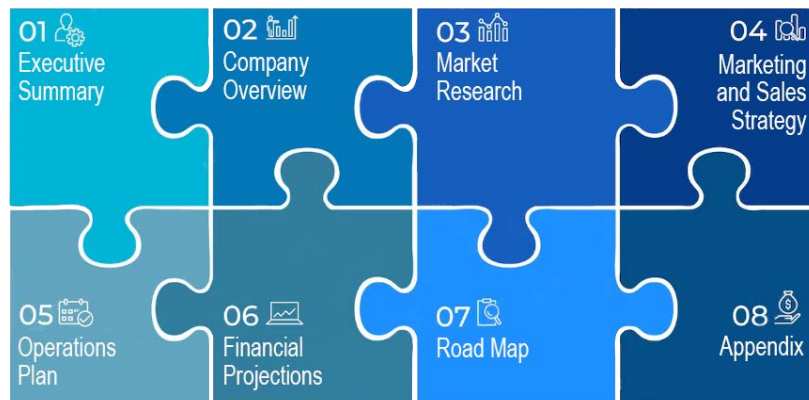 01
Executive
Summary
02
Company
Overview
03
Market
Research
04
Marketing
and Sales
Strategy
05
Operations
Plan
06
Financial
Projections
07
Road Map
08
Appendix